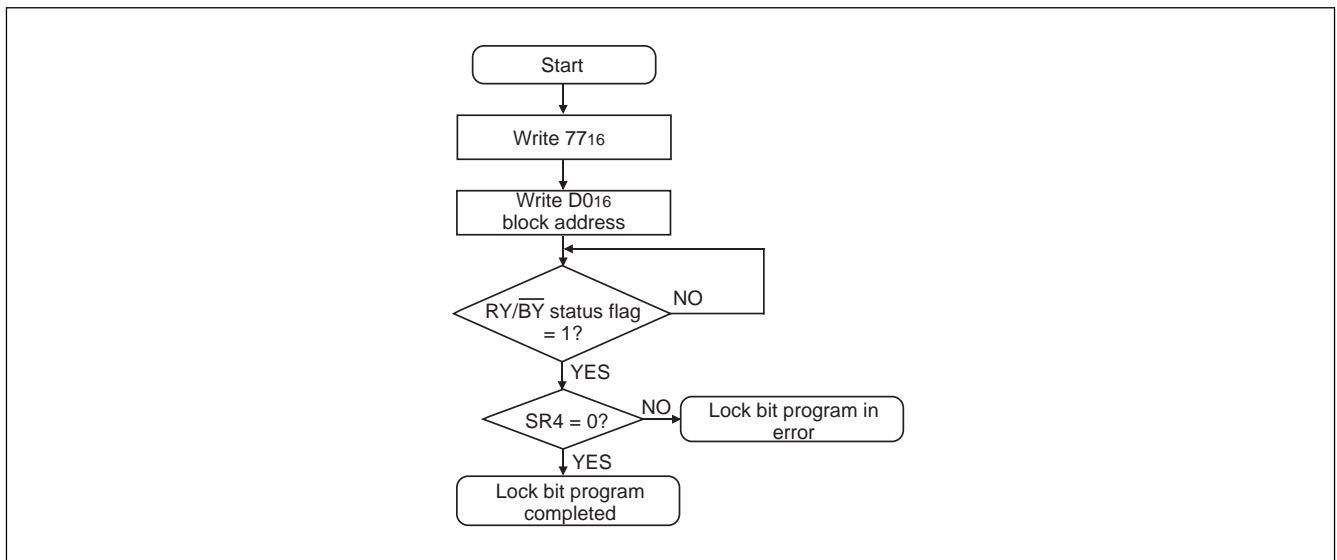 Start
Write 7716
Write D016
block address
RY/B̅Y̅ status flag
= 1?
NO
YES
SR4 = 0?
NO
Lock bit program in
error
YES
Lock bit program
completed